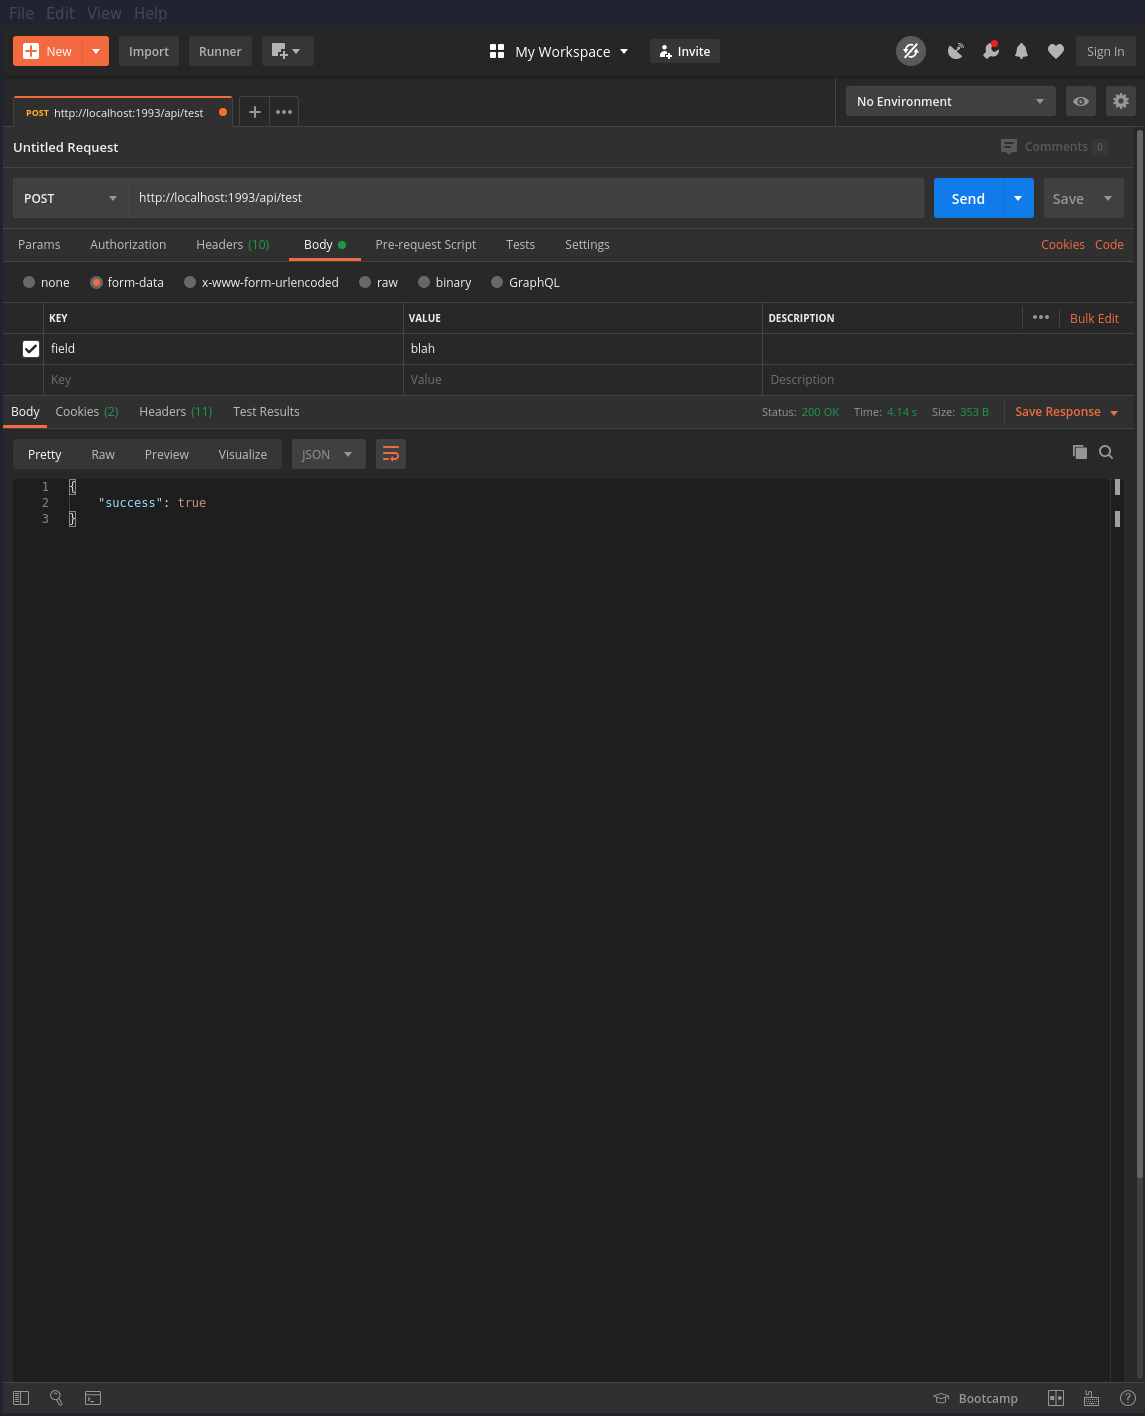 File Edit View Help
New Import Runner My Workspace Invite Sign In
POST http://localhost:1993/api/test No Environment
Untitled Request Comments 0
POST http://localhost:1993/api/test Send Save
Params Authorization Headers (10) Body Pre-request Script Tests Settings Cookies Code
none form-data x-www-form-urlencoded raw binary GraphQL
KEY VALUE DESCRIPTION Bulk Edit
field blah
Key Value Description
Body Cookies (2) Headers (11) Test Results Status: 200 OK Time: 4.14 s Size: 353 B Save Response
Pretty Raw Preview Visualize JSON
1 {
2 "success": true
3 }
Bootcamp